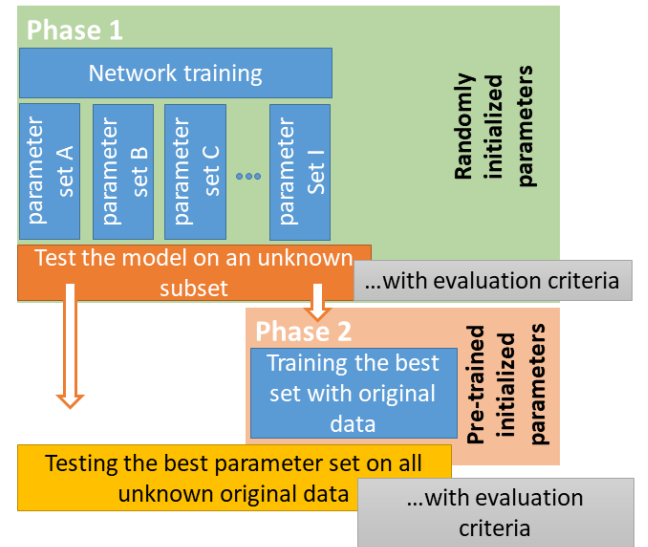 Phase 1
Network training
parameter
set A
parameter
set B
parameter
set C
parameter
Set I
Randomly
initialized
parameters
Test the model on an unknown
subset
...with evaluation criteria
Phase 2
Training the best
set with original
data
Pre-trained
initialized
parameters
Testing the best parameter set on all
unknown original data
...with evaluation
criteria